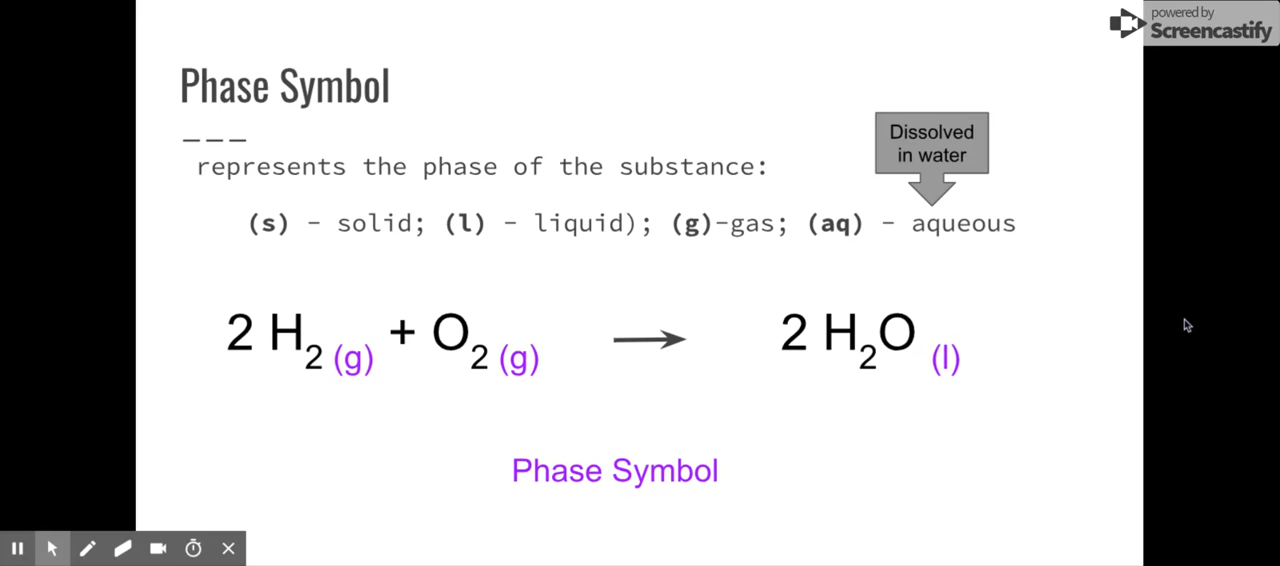 powered by
Screencastify
Phase Symbol
Dissolved
in water
represents the phase of the substance:
(s) - solid; (l) - liquid); (g)-gas; (aq) - aqueous
2 H2 (g) + O2 (g) → 2 H2O (l)
Phase Symbol